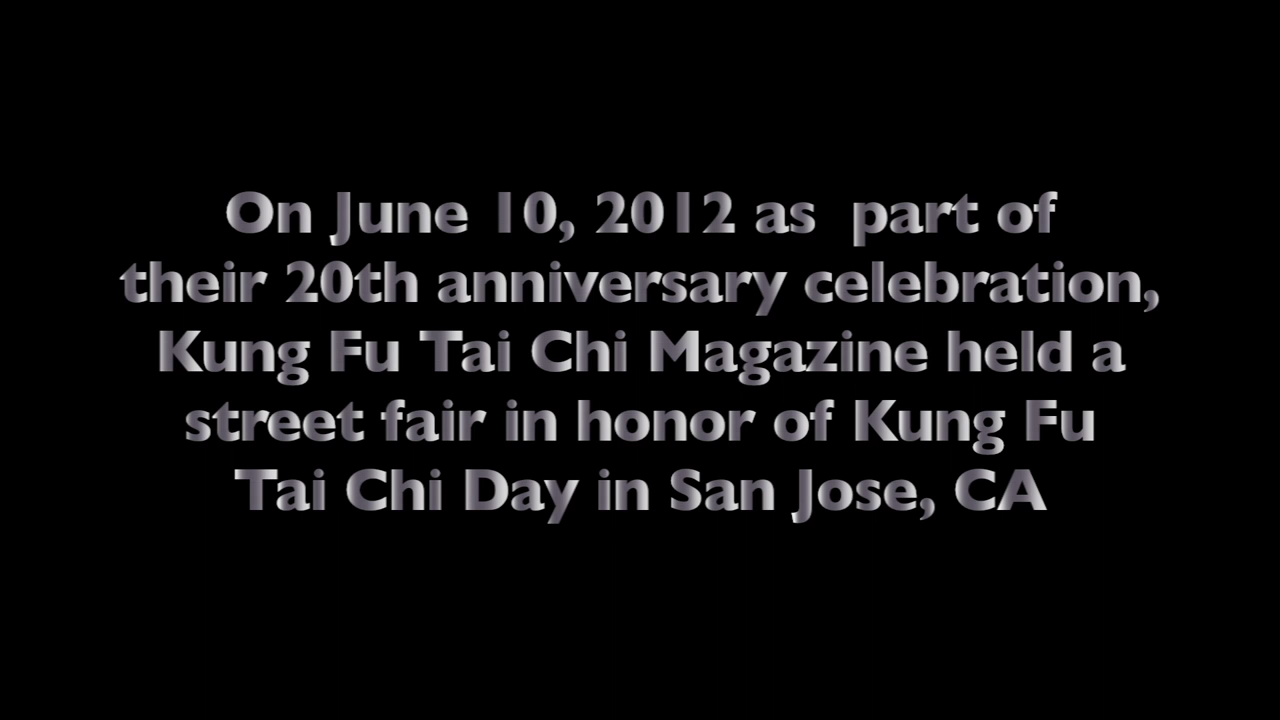 On June 10, 2012 as  part of
their 20th anniversary celebration,
Kung Fu Tai Chi Magazine held a
street fair in honor of Kung Fu
Tai Chi Day in San Jose, CA